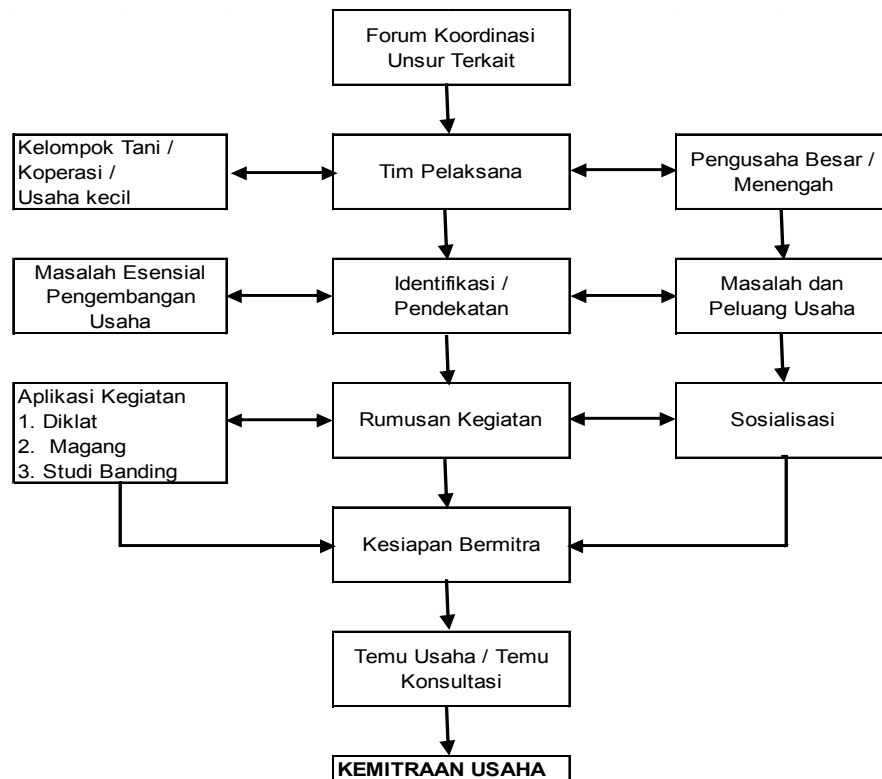 Forum Koordinasi
Unsur Terkait
Kelompok Tani /
Koperasi /
Usaha kecil
Tim Pelaksana
Pengusaha Besar /
Menengah
Masalah Esensial
Pengembangan
Usaha
Identifikasi /
Pendekatan
Masalah dan
Peluang Usaha
Aplikasi Kegiatan
1. Diklat
2. Magang
3. Studi Banding
Rumusan Kegiatan
Sosialisasi
Kesiapan Bermitra
Temu Usaha / Temu
Konsultasi
KEMITRAAN USAHA